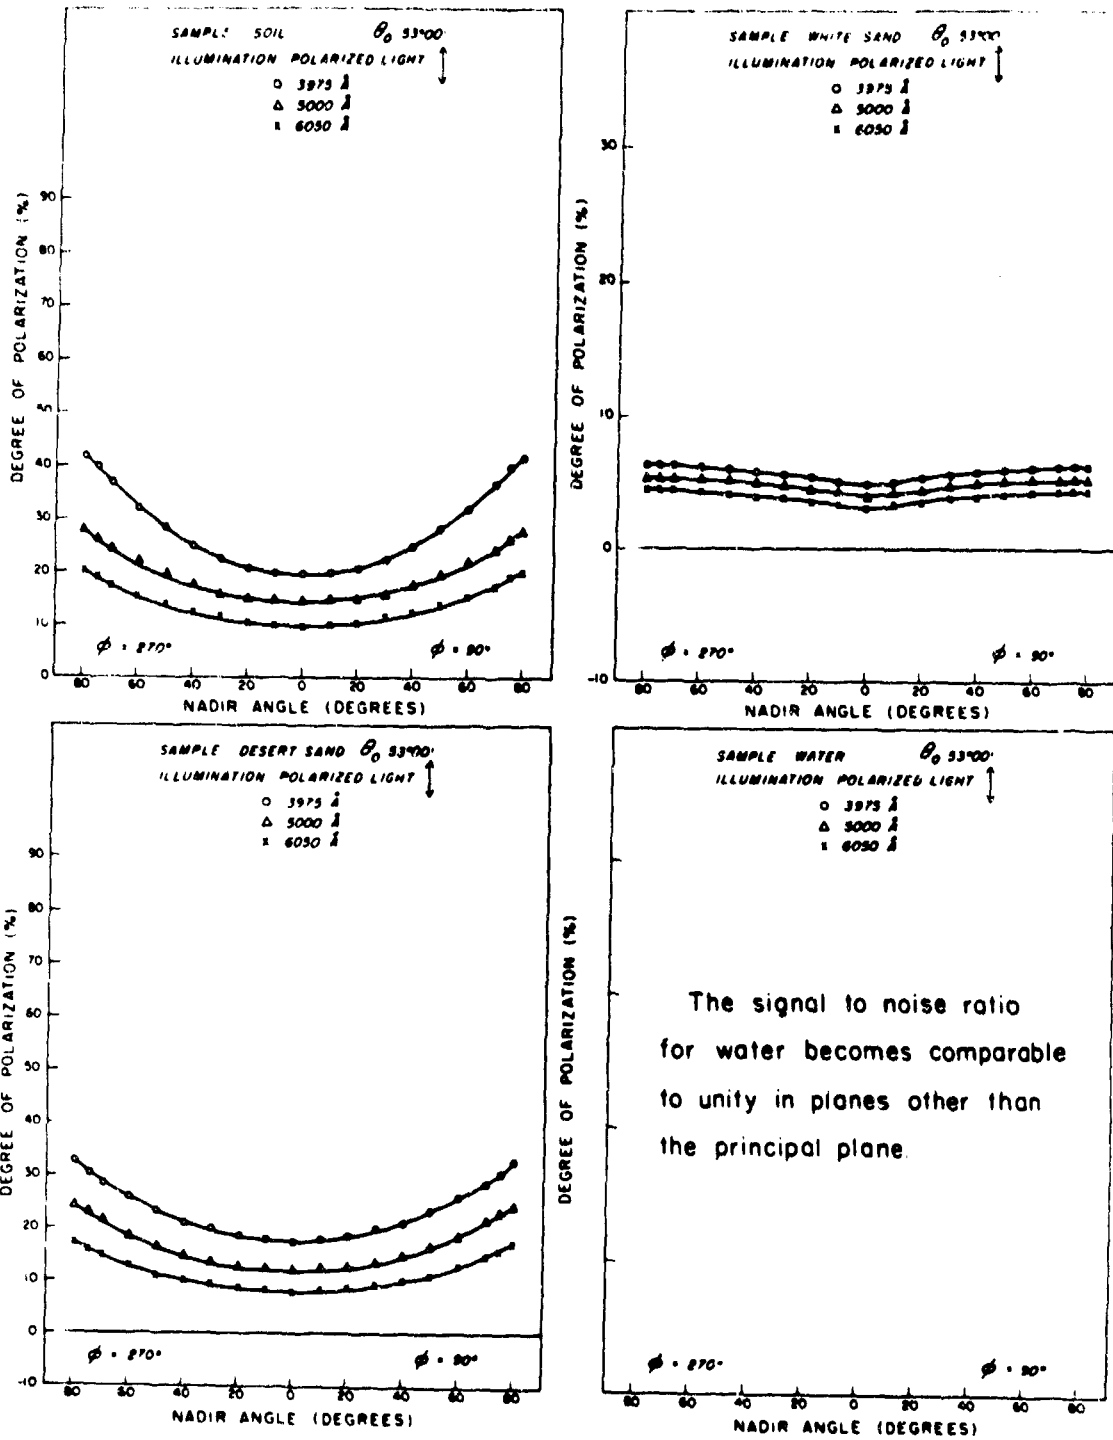 SAMPLE SOIL θ₀ 53°00'
ILLUMINATION POLARIZED LIGHT
○ 3975 Å
△ 5000 Å
× 6050 Å
DEGREE OF POLARIZATION (%)
90
80
70
60
50
40
30
20
10
0
φ = 270°
φ = 90°
80 60 40 20 0 20 40 60 80
NADIR ANGLE (DEGREES)
SAMPLE WHITE SAND θ₀ 53°00'
ILLUMINATION POLARIZED LIGHT
○ 3975 Å
△ 5000 Å
× 6050 Å
DEGREE OF POLARIZATION (%)
30
20
10
0
-10
φ = 270°
φ = 90°
80 60 40 20 0 20 40 60 80
NADIR ANGLE (DEGREES)
SAMPLE DESERT SAND θ₀ 53°00'
ILLUMINATION POLARIZED LIGHT
○ 3975 Å
△ 5000 Å
× 6050 Å
DEGREE OF POLARIZATION (%)
90
80
70
60
50
40
30
20
10
0
-10
φ = 270°
φ = 90°
80 60 40 20 0 20 40 60 80
NADIR ANGLE (DEGREES)
SAMPLE WATER θ₀ 53°00'
ILLUMINATION POLARIZED LIGHT
○ 3975 Å
△ 5000 Å
× 6050 Å
DEGREE OF POLARIZATION (%)
The signal to noise ratio
for water becomes comparable
to unity in planes other than
the principal plane.
φ = 270°
φ = 90°
80 60 40 20 0 20 40 60 80
NADIR ANGLE (DEGREES)